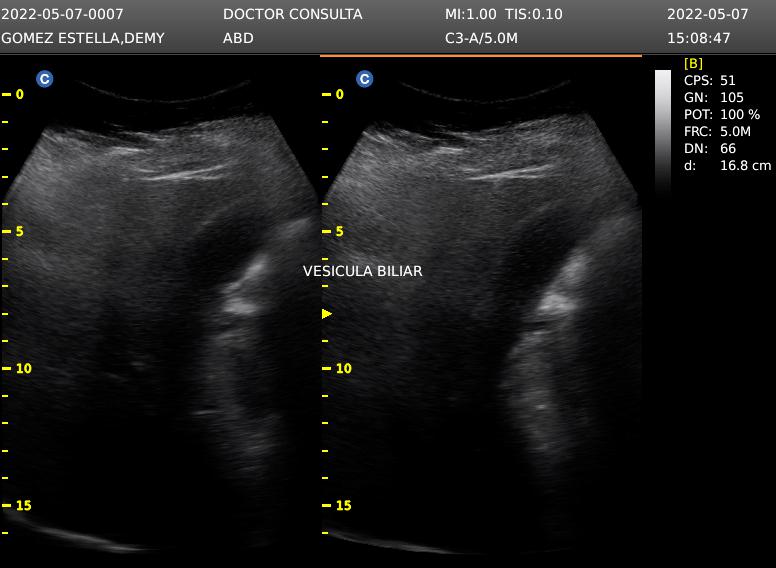 2022-05-07-0007 DOCTOR CONSULTA MI:1.00 TIS:0.10 2022-05-07
GOMEZ ESTELLA,DEMY ABD C3-A/5.0M 15:08:47
[B]
C C
CPS: 51
0 0
GN: 105
POT: 100 %
FRC: 5.0M
DN: 66
d: 16.8 cm
5 5
VESICULA BILIAR
10 10
15 15